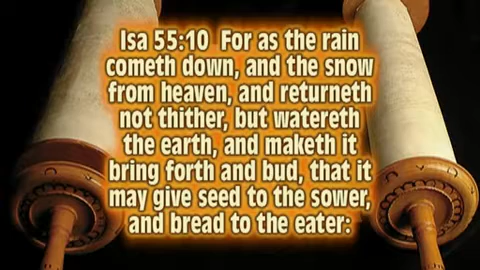 Isa 55:10 For as the rain
cometh down, and the snow
from heaven, and returneth
not thither, but watereth
the earth, and maketh it
bring forth and bud, that it
may give seed to the sower,
and bread to the eater: